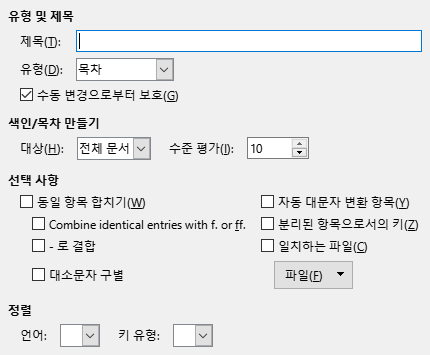 유형 및 제목
제목(T):
유형(D): 목차
수동 변경으로부터 보호(G)
색인/목차 만들기
대상(H): 전체 문서 수준 평가(I): 10
선택 사항
동일 항목 합치기(W) 자동 대문자 변환 항목(Y)
Combine identical entries with f. or ff. 분리된 항목으로서의 키(Z)
- 로 결합 일치하는 파일(C)
대소문자 구별 파일(F)
정렬
언어: 키 유형: